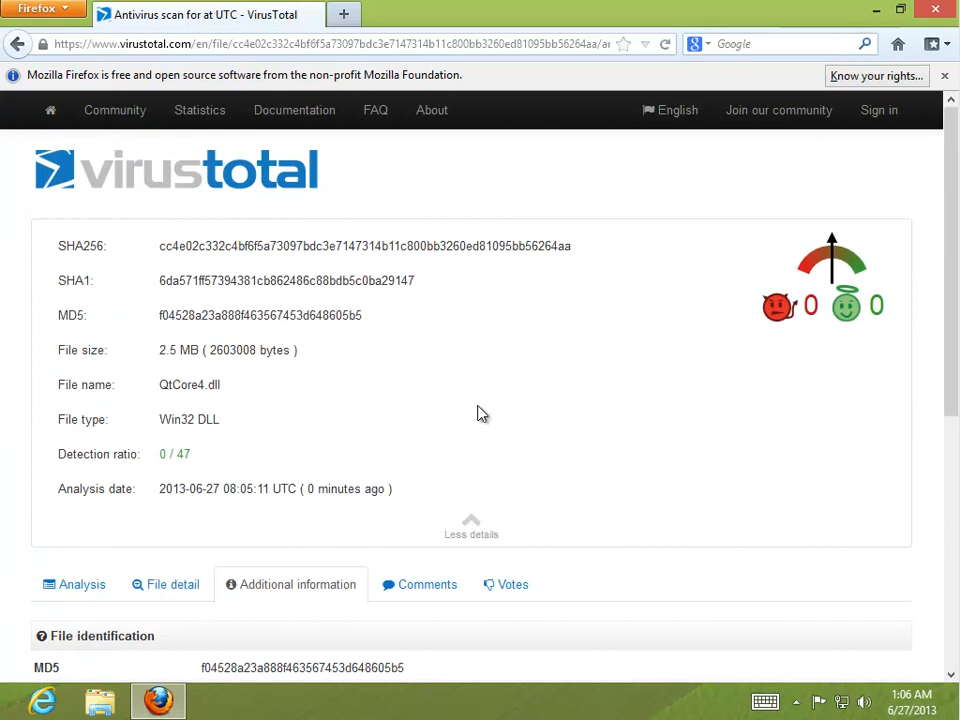 Firefox
Antivirus scan for at UTC - VirusTotal
https://www.virustotal.com/en/file/cc4e02c332c4bf6f5a73097bdc3e7147314b11c800bb3260ed81095bb56264aa/ar
Google
Mozilla Firefox is free and open source software from the non-profit Mozilla Foundation.
Know your rights...
Community Statistics Documentation FAQ About English Join our community Sign in
virustotal
SHA256: cc4e02c332c4bf6f5a73097bdc3e7147314b11c800bb3260ed81095bb56264aa
SHA1: 6da571ff57394381cb862486c88bdb5c0ba29147
0 0
MD5: f04528a23a888f463567453d648605b5
File size: 2.5 MB ( 2603008 bytes )
File name: QtCore4.dll
File type: Win32 DLL
Detection ratio: 0 / 47
Analysis date: 2013-06-27 08:05:11 UTC ( 0 minutes ago )
Less details
Analysis File detail Additional information Comments Votes
File identification
MD5 f04528a23a888f463567453d648605b5
1:06 AM
6/27/2013